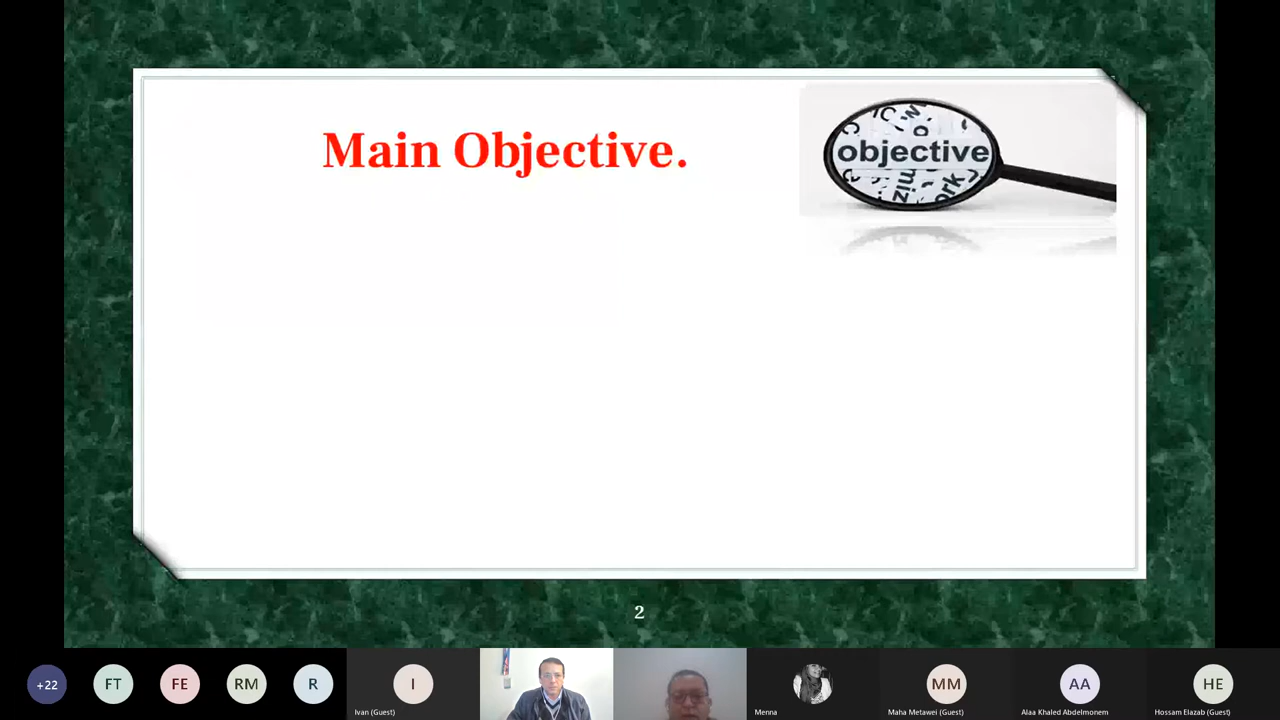 Main Objective.
objective
2
+22
FT
FE
RM
R
I
MM
AA
HE
Ivan (Guest)
Menna
Maha Metawei (Guest)
Alaa Khaled Abdelmonem
Hossam Elazab (Guest)